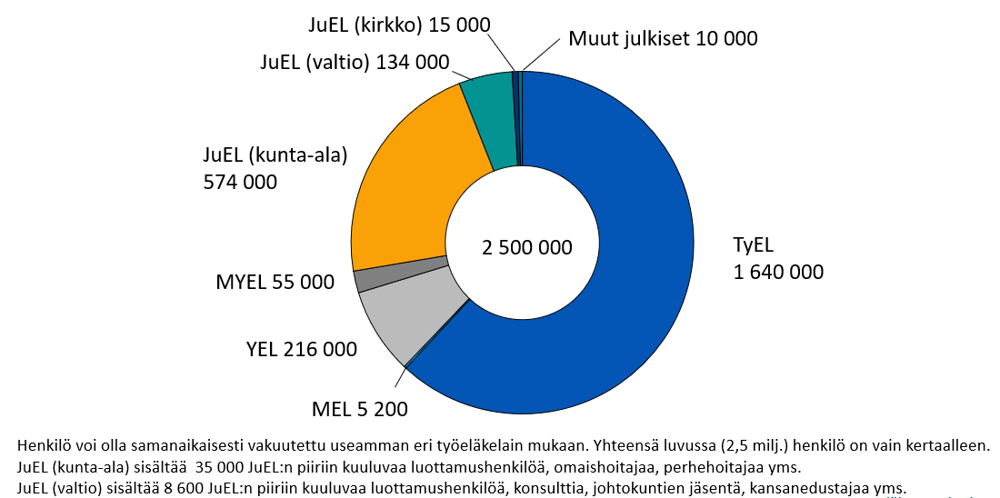 JuEL (kirkko) 15 000
Muut julkiset 10 000
JuEL (valtio) 134 000
JuEL (kunta-ala)
574 000
2 500 000
TyEL
1 640 000
MYEL 55 000
YEL 216 000
MEL 5 200
Henkilö voi olla samanaikaisesti vakuutettu useamman eri työeläkelain mukaan. Yhteensä luvussa (2,5 milj.) henkilö on vain kertaalleen.
JuEL (kunta-ala) sisältää 35 000 JuEL:n piiriin kuuluvaa luottamushenkilöä, omaishoitajaa, perhehoitajaa yms.
JuEL (valtio) sisältää 8 600 JuEL:n piiriin kuuluvaa luottamushenkilöä, konsulttia, johtokuntien jäsentä, kansanedustajaa yms.